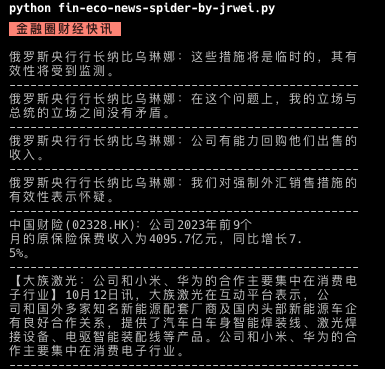 python fin-eco-news-spider-by-jrwei.py
金融圈财经快讯
俄罗斯央行行长纳比乌琳娜：这些措施将是临时的，其有
效性将受到监测。
--------------------------------------------------
俄罗斯央行行长纳比乌琳娜：在这个问题上，我的立场与
总统的立场之间没有矛盾。
--------------------------------------------------
俄罗斯央行行长纳比乌琳娜：公司有能力回购他们出售的
收入。
--------------------------------------------------
俄罗斯央行行长纳比乌琳娜：我们对强制外汇销售措施的
有效性表示怀疑。
--------------------------------------------------
中国财险(02328.HK)：公司2023年前9个
月的原保险保费收入为4095.7亿元，同比增长7.
5%。
--------------------------------------------------
【大族激光：公司和小米、华为的合作主要集中在消费电
子行业】10月12日讯，大族激光在互动平台表示，公
司和国外多家知名新能源配套厂商及国内头部新能源车企
有良好合作关系，提供了汽车白车身智能焊装线、激光焊
接设备、电驱智能装配线等产品。公司和小米、华为的合
作主要集中在消费电子行业。
--------------------------------------------------